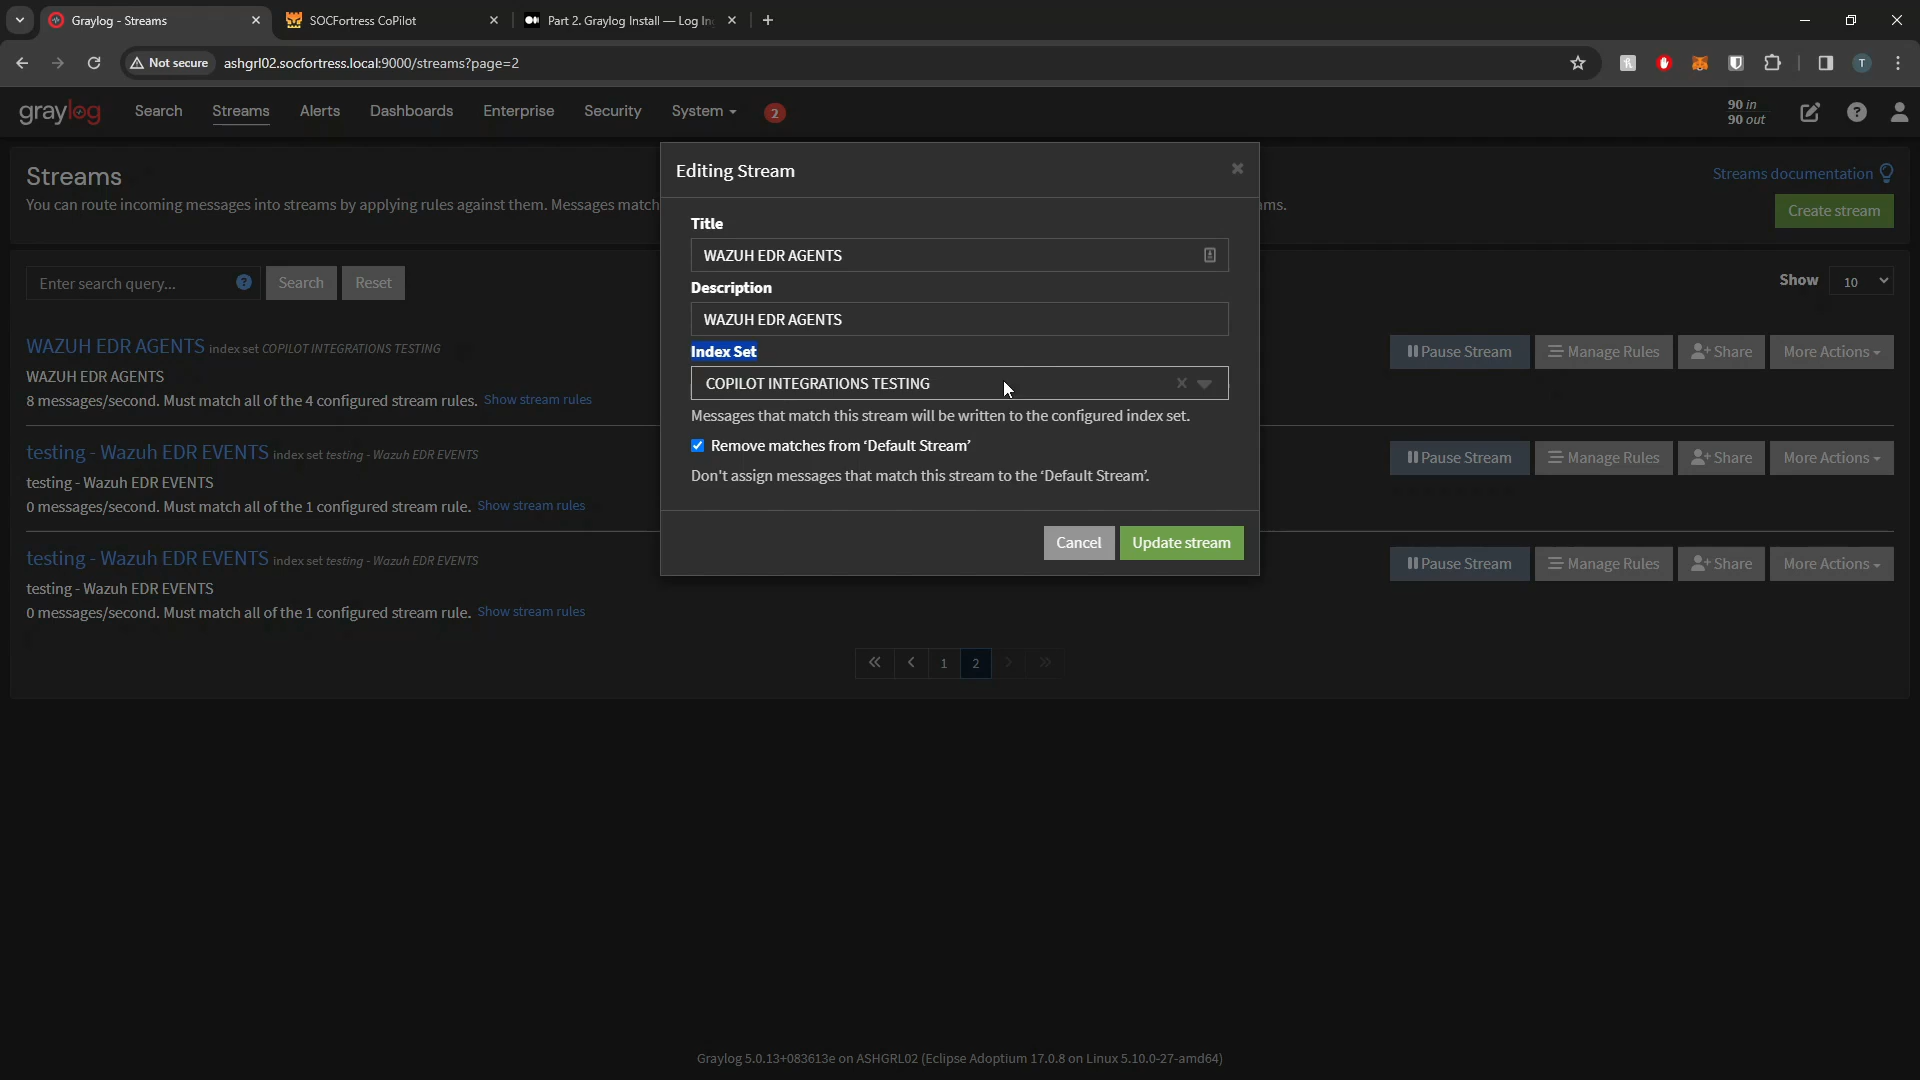 Graylog - Streams
SOCFortress CoPilot
Part 2. Graylog Install — Log In
Not secure
ashgrl02.socfortress.local:9000/streams?page=2
T
graylog
Search
Streams
Alerts
Dashboards
Enterprise
Security
System
2
90 in
90 out
Streams
You can route incoming messages into streams by applying rules against them. Messages match
ms.
Streams documentation
Create stream
Enter search query...
Search
Reset
Show
10
WAZUH EDR AGENTS index set COPILOT INTEGRATIONS TESTING
WAZUH EDR AGENTS
8 messages/second. Must match all of the 4 configured stream rules. Show stream rules
Pause Stream
Manage Rules
Share
More Actions
testing - Wazuh EDR EVENTS index set testing - Wazuh EDR EVENTS
testing - Wazuh EDR EVENTS
0 messages/second. Must match all of the 1 configured stream rule. Show stream rules
Pause Stream
Manage Rules
Share
More Actions
testing - Wazuh EDR EVENTS index set testing - Wazuh EDR EVENTS
testing - Wazuh EDR EVENTS
0 messages/second. Must match all of the 1 configured stream rule. Show stream rules
Pause Stream
Manage Rules
Share
More Actions
1
2
Editing Stream
Title
WAZUH EDR AGENTS
Description
WAZUH EDR AGENTS
Index Set
COPILOT INTEGRATIONS TESTING
Messages that match this stream will be written to the configured index set.
Remove matches from ‘Default Stream’
Don't assign messages that match this stream to the ‘Default Stream’.
Cancel
Update stream
Graylog 5.0.13+083613e on ASHGRL02 (Eclipse Adoptium 17.0.8 on Linux 5.10.0-27-amd64)